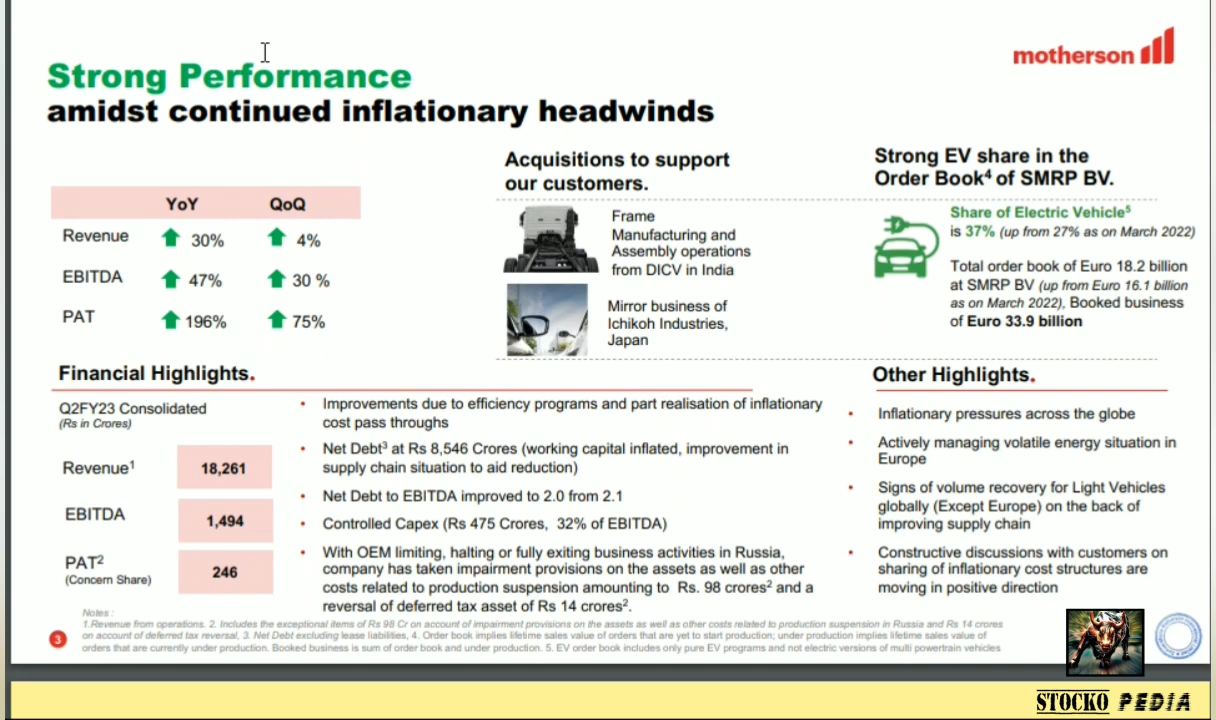 motherson
Strong Performance
amidst continued inflationary headwinds
YoY QoQ
Revenue 30% 4%
EBITDA 47% 30 %
PAT 196% 75%
Acquisitions to support
our customers.
Frame
Manufacturing and
Assembly operations
from DICV in India
Mirror business of
Ichikoh Industries,
Japan
Strong EV share in the
Order Book4 of SMRP BV.
Share of Electric Vehicle5
is 37% (up from 27% as on March 2022)
Total order book of Euro 18.2 billion
at SMRP BV (up from Euro 16.1 billion
as on March 2022), Booked business
of Euro 33.9 billion
Financial Highlights.
Q2FY23 Consolidated
(Rs in Crores)
Revenue1 18,261
EBITDA 1,494
PAT2 246
(Concern Share)
• Improvements due to efficiency programs and part realisation of inflationary
cost pass throughs
• Net Debt3 at Rs 8,546 Crores (working capital inflated, improvement in
supply chain situation to aid reduction)
• Net Debt to EBITDA improved to 2.0 from 2.1
• Controlled Capex (Rs 475 Crores, 32% of EBITDA)
• With OEM limiting, halting or fully exiting business activities in Russia,
company has taken impairment provisions on the assets as well as other
costs related to production suspension amounting to Rs. 98 crores2 and a
reversal of deferred tax asset of Rs 14 crores2.
Other Highlights.
• Inflationary pressures across the globe
• Actively managing volatile energy situation in
Europe
• Signs of volume recovery for Light Vehicles
globally (Except Europe) on the back of
improving supply chain
• Constructive discussions with customers on
sharing of inflationary cost structures are
moving in positive direction
Notes :
1.Revenue from operations. 2. Includes the exceptional items of Rs 98 Cr on account of impairment provisions on the assets as well as other costs related to production suspension in Russia and Rs 14 crores
on account of deferred tax reversal, 3. Net Debt excluding lease liabilities, 4. Order book implies lifetime sales value of orders that are yet to start production; under production implies lifetime sales value of
orders that are currently under production. Booked business is sum of order book and under production. 5. EV order book includes only pure EV programs and not electric versions of multi powertrain vehicles
3
STOCKO PEDIA